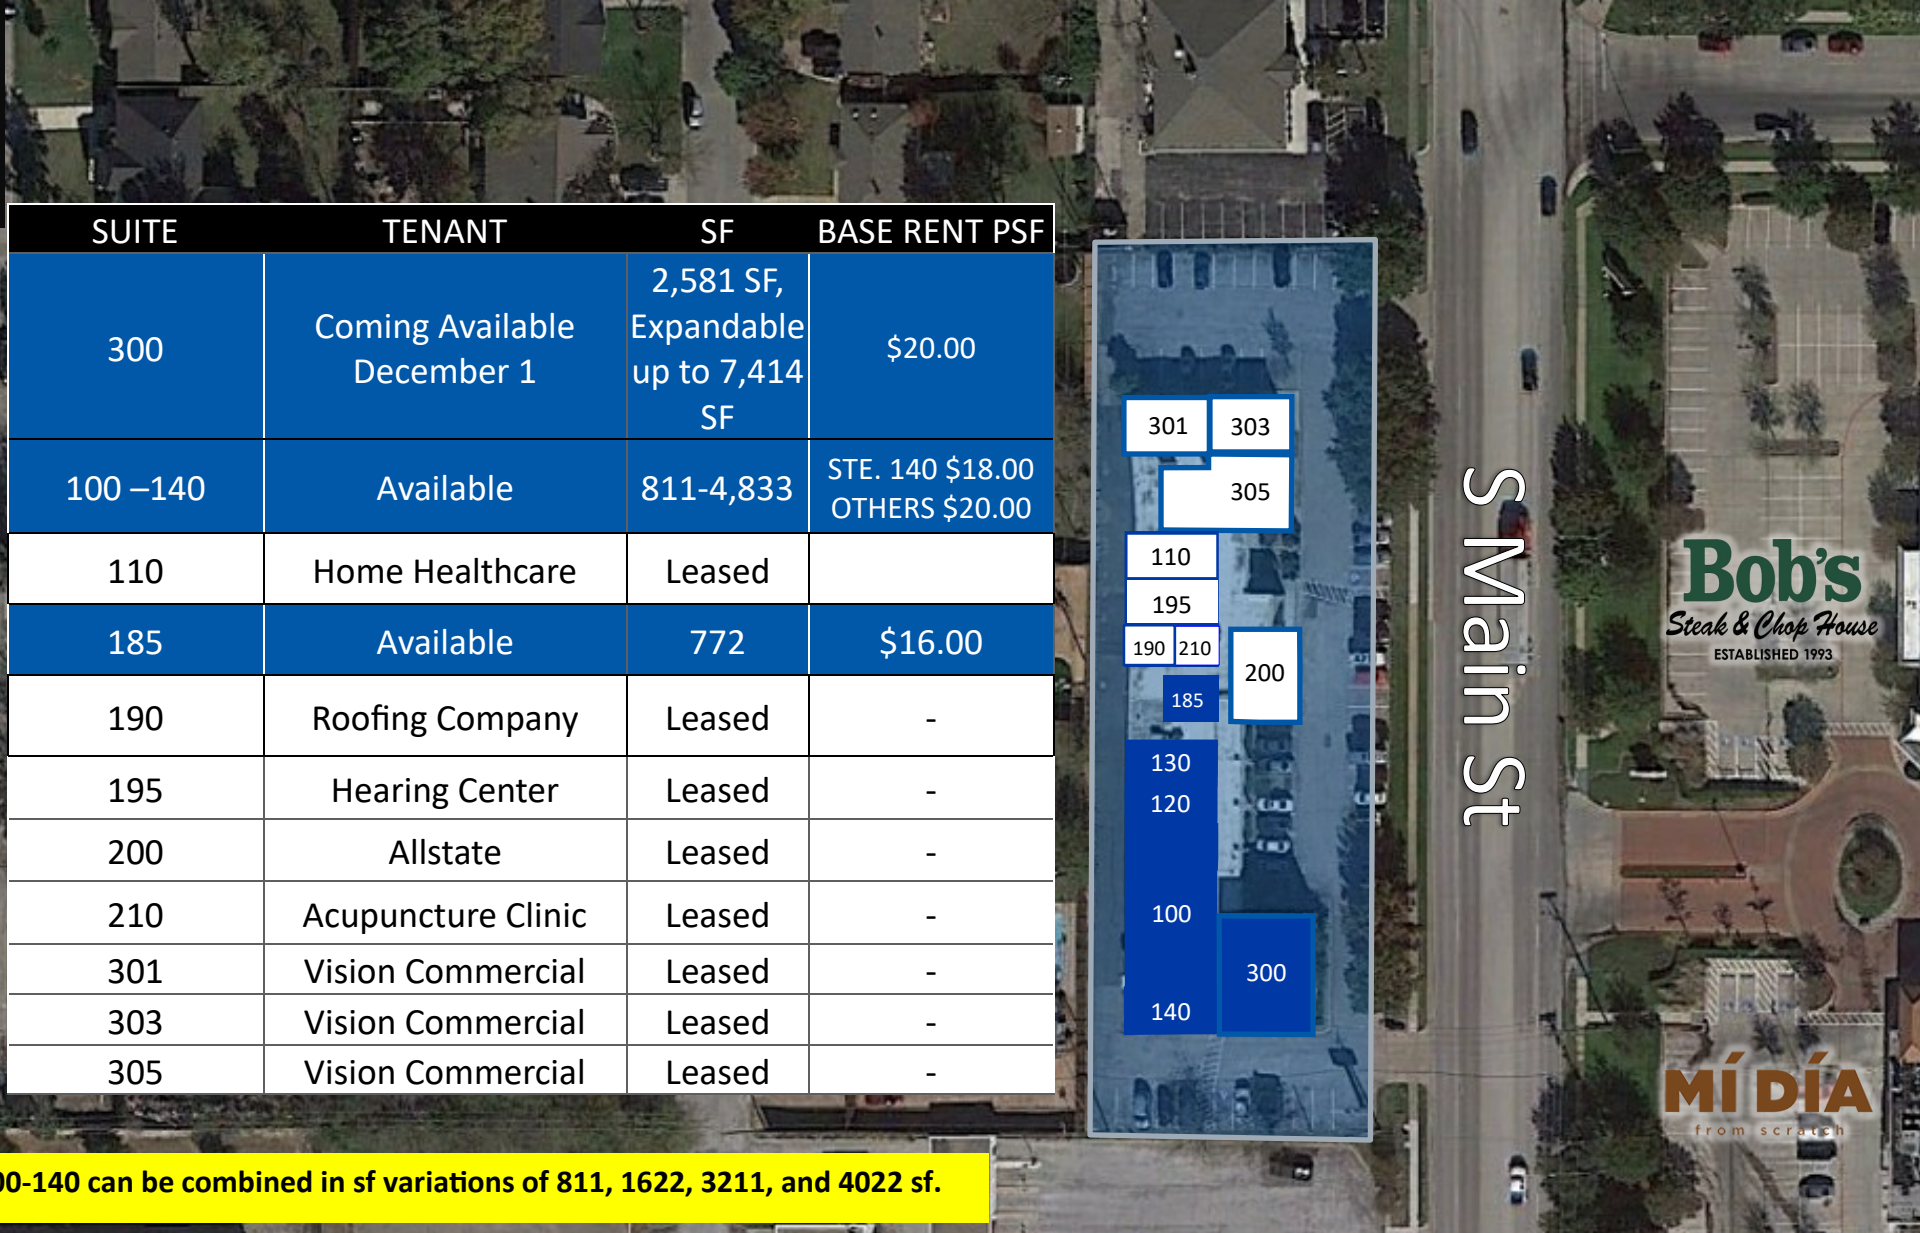 SUITE TENANT SF BASE RENT PSF
300 Coming Available December 1 2,581 SF, Expandable up to 7,414 SF $20.00
100 –140 Available 811-4,833 STE. 140 $18.00 OTHERS $20.00
110 Home Healthcare Leased
185 Available 772 $16.00
190 Roofing Company Leased -
195 Hearing Center Leased -
200 Allstate Leased -
210 Acupuncture Clinic Leased -
301 Vision Commercial Leased -
303 Vision Commercial Leased -
305 Vision Commercial Leased -
00-140 can be combined in sf variations of 811, 1622, 3211, and 4022 sf.
301 303
305
110
195
190 210
200
185
130
120
100
300
140
S Main St
Bob's
Steak & Chop House
ESTABLISHED 1993
MÍ DÍA
from scratch